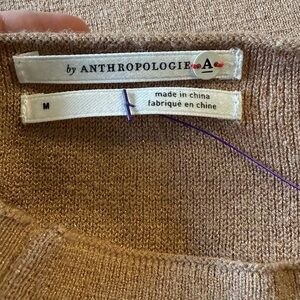 by ANTHROPOLOGIE A
M
made in china
fabriqué en chine